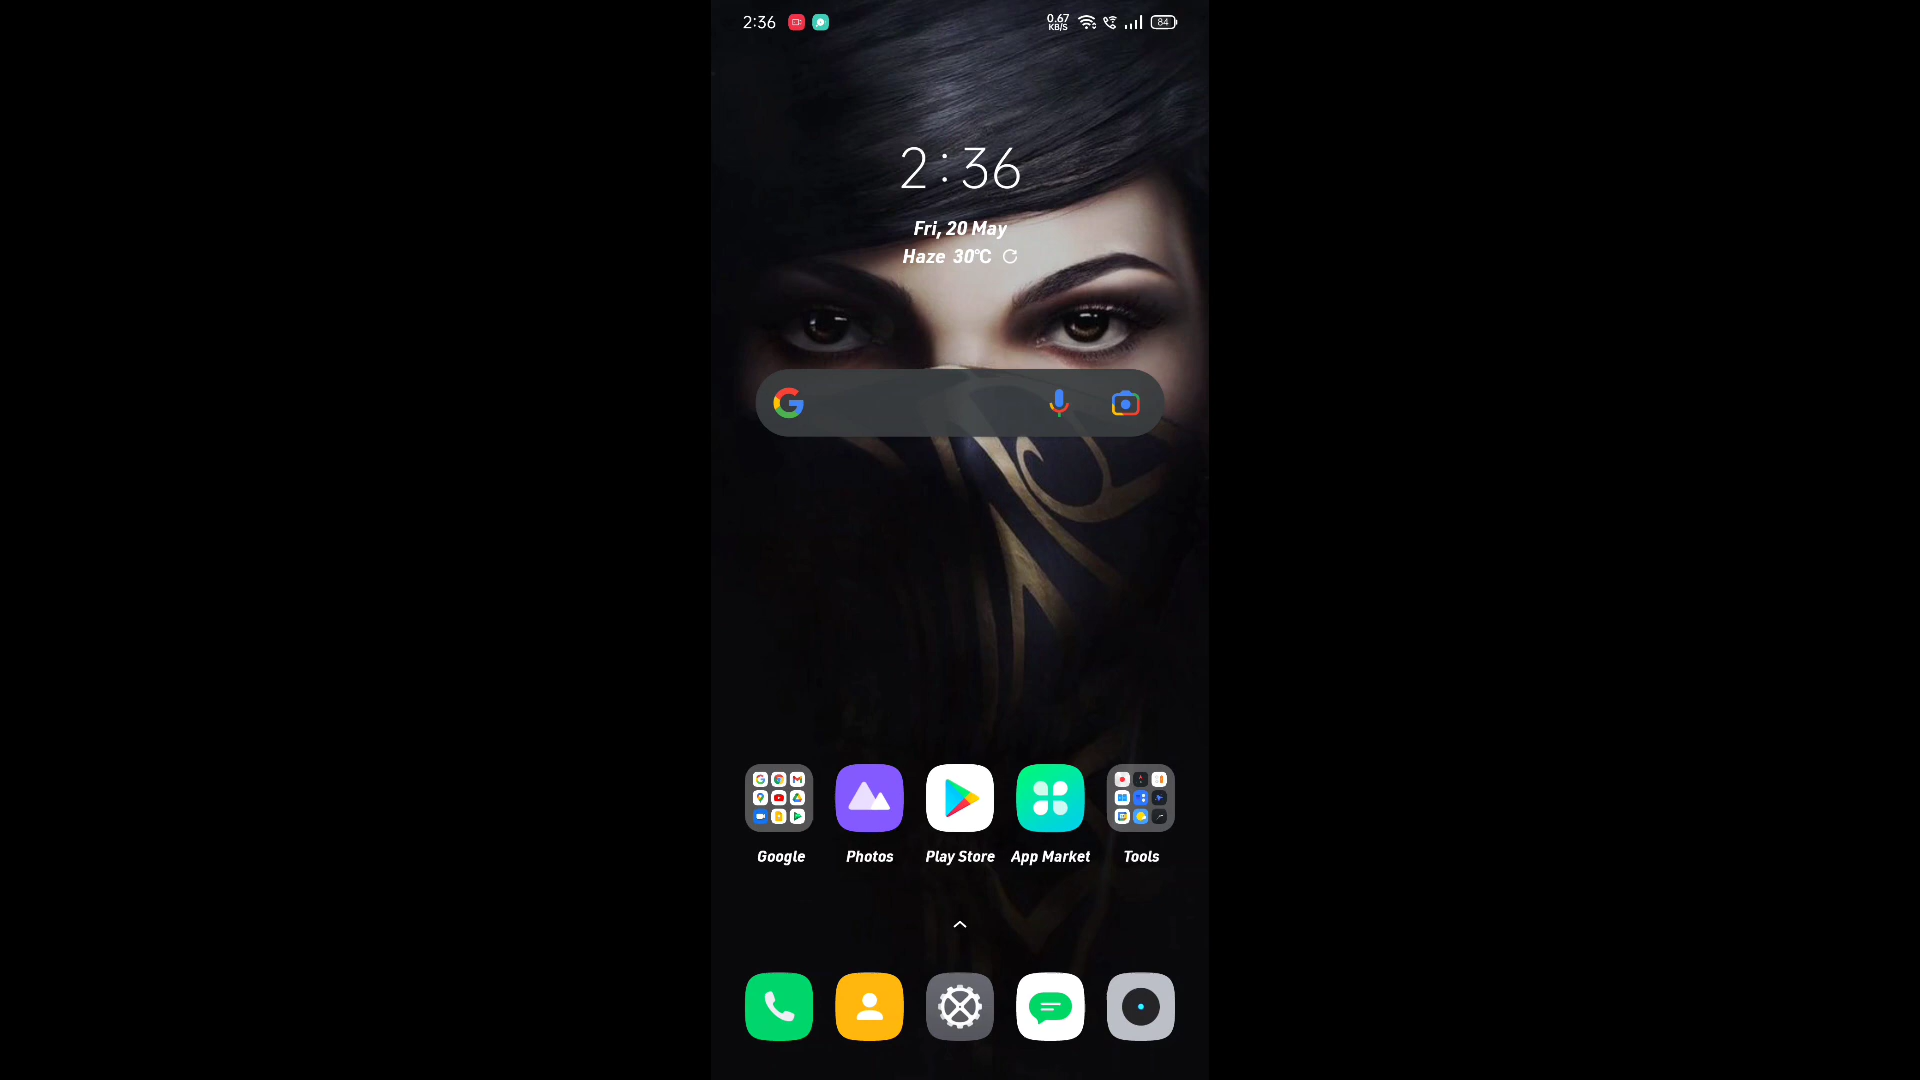 2:36
0.67
KB/S
84
2:36
Fri, 20 May
Haze 30°C
Google
Photos
Play Store
App Market
Tools